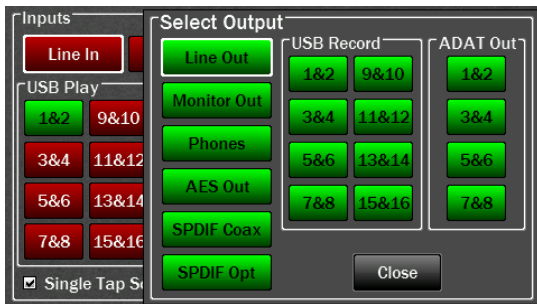 Inputs
Line In
USB Play
1&2 9&10
3&4 11&12
5&6 13&14
7&8 15&16
Single Tap
Select Output
Line Out
Monitor Out
Phones
AES Out
SPDIF Coax
SPDIF Opt
USB Record
1&2 9&10
3&4 11&12
5&6 13&14
7&8 15&16
ADAT Out
1&2
3&4
5&6
7&8
Close